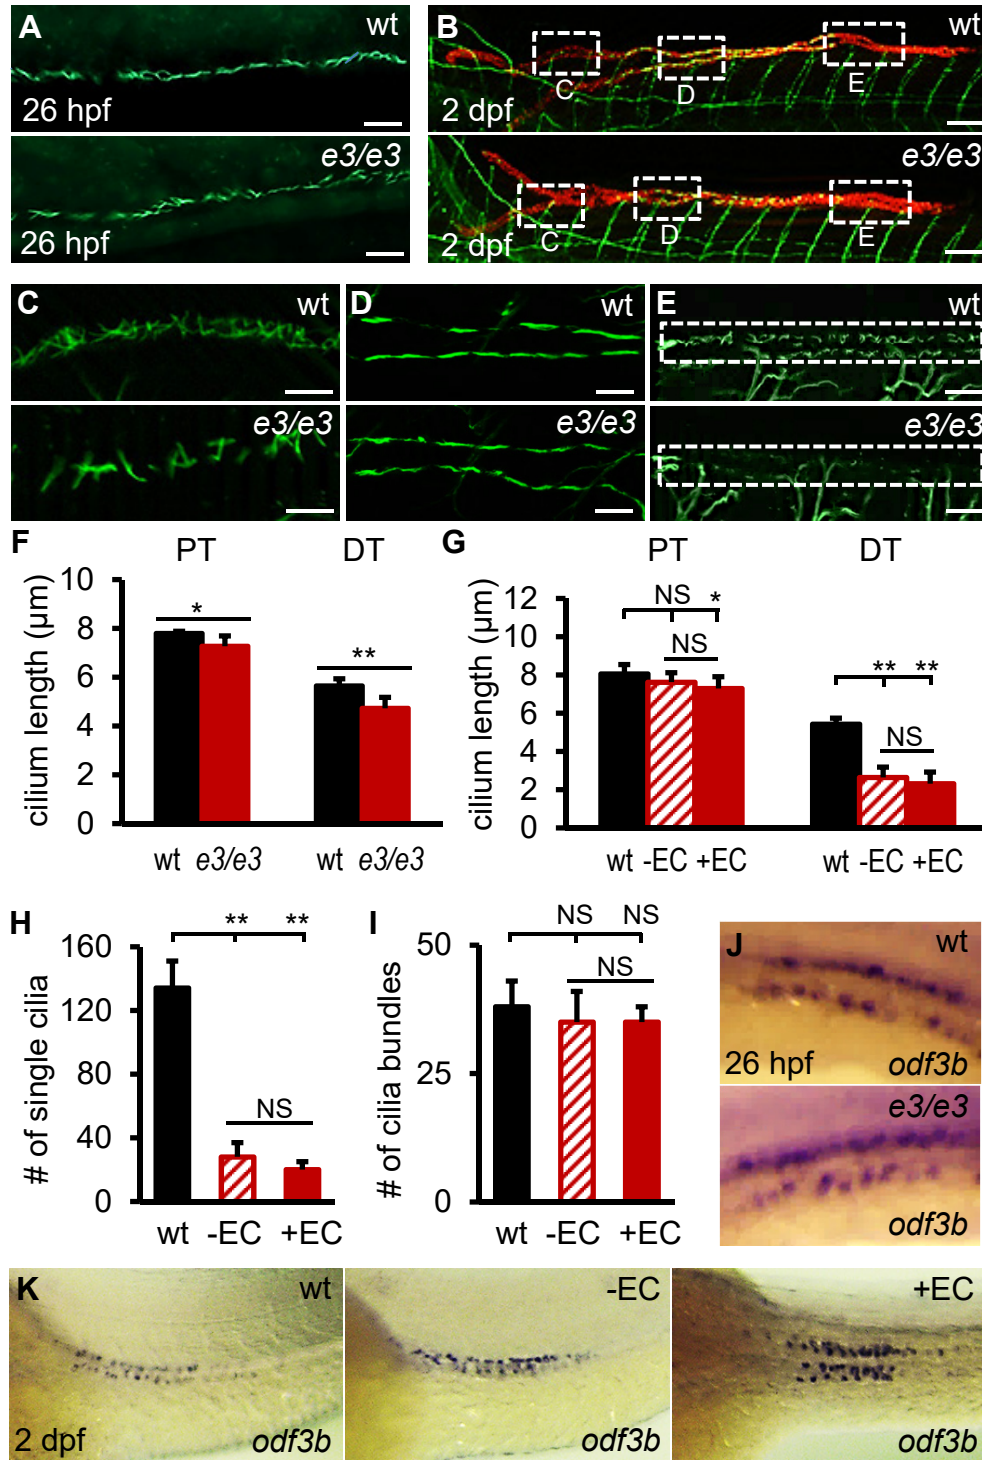 A wt
26 hpf
e3/e3
26 hpf
B wt
C D E
2 dpf
e3/e3
C D E
2 dpf
C wt
e3/e3
D wt
e3/e3
E wt
e3/e3
F PT DT
cilium length (µm)
10
8
6
4
2
0
* **
wt e3/e3 wt e3/e3
G PT DT
cilium length (µm)
12
10
8
6
4
2
0
NS *
NS
** **
NS
wt -EC +EC wt -EC +EC
H
# of single cilia
160
120
80
40
0
** **
NS
wt -EC +EC
I
# of cilia bundles
50
25
0
NS NS
NS
wt -EC +EC
J wt
26 hpf odf3b
e3/e3
odf3b
K wt
2 dpf odf3b
-EC
odf3b
+EC
odf3b